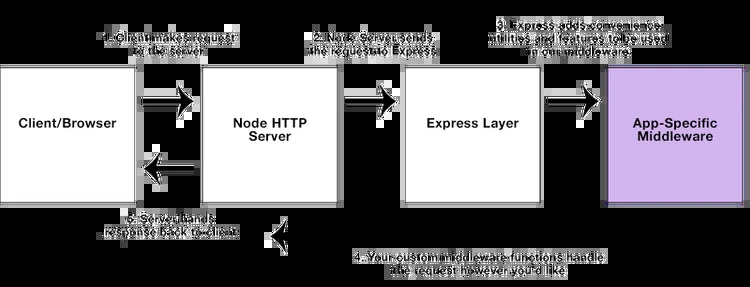 1. Client makes request
to the server
2. Node Server sends
the request to Express
3. Express adds convenience
utilities and features to be used
in our middleware
Client/Browser
Node HTTP
Server
Express Layer
App-Specific
Middleware
5. Server hands
response back to client
4. Your custom middleware functions handle
the request however you'd like